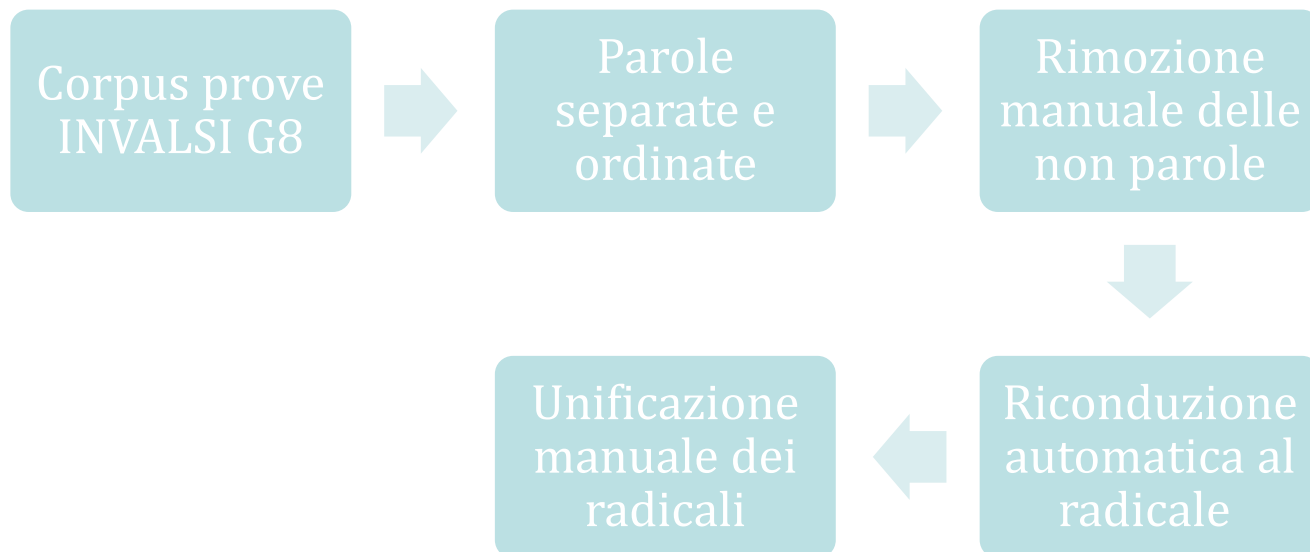 Corpus prove
INVALSI G8
Parole
separate e
ordinate
Rimozione
manuale delle
non parole
Riconduzione
automatica al
radicale
Unificazione
manuale dei
radicali